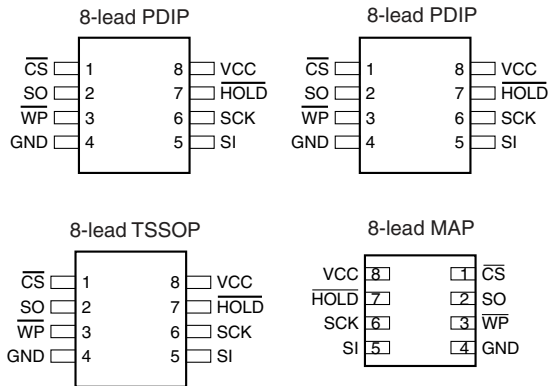 8-lead PDIP
CS 1 8 VCC
SO 2 7 HOLD
WP 3 6 SCK
GND 4 5 SI
8-lead PDIP
CS 1 8 VCC
SO 2 7 HOLD
WP 3 6 SCK
GND 4 5 SI
8-lead TSSOP
CS 1 8 VCC
SO 2 7 HOLD
WP 3 6 SCK
GND 4 5 SI
8-lead MAP
VCC 8 1 CS
HOLD 7 2 SO
SCK 6 3 WP
SI 5 4 GND